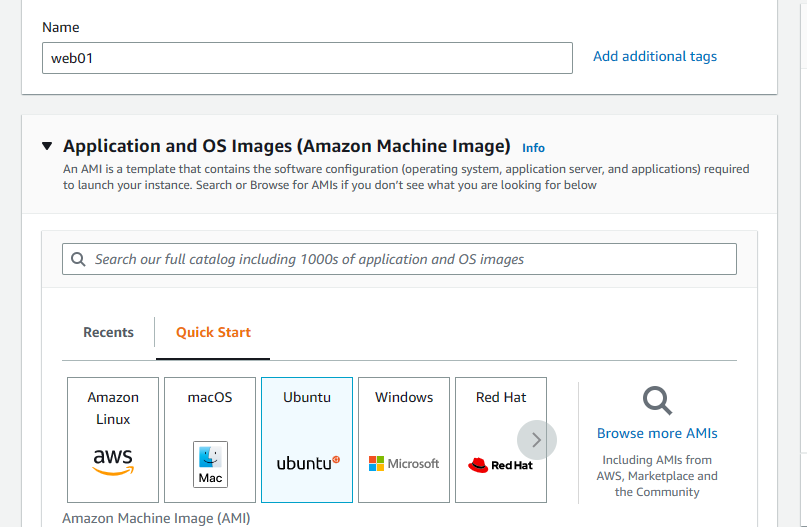 Name
web01
Add additional tags
Application and OS Images (Amazon Machine Image) Info
An AMI is a template that contains the software configuration (operating system, application server, and applications) required
to launch your instance. Search or Browse for AMIs if you don't see what you are looking for below
Search our full catalog including 1000s of application and OS images
Recents
Quick Start
Amazon
Linux
aws
macOS
Mac
Ubuntu
ubuntu
Windows
Microsoft
Red Hat
Red Hat
Browse more AMIs
Including AMIs from
AWS, Marketplace and
the Community
Amazon Machine Image (AMI)